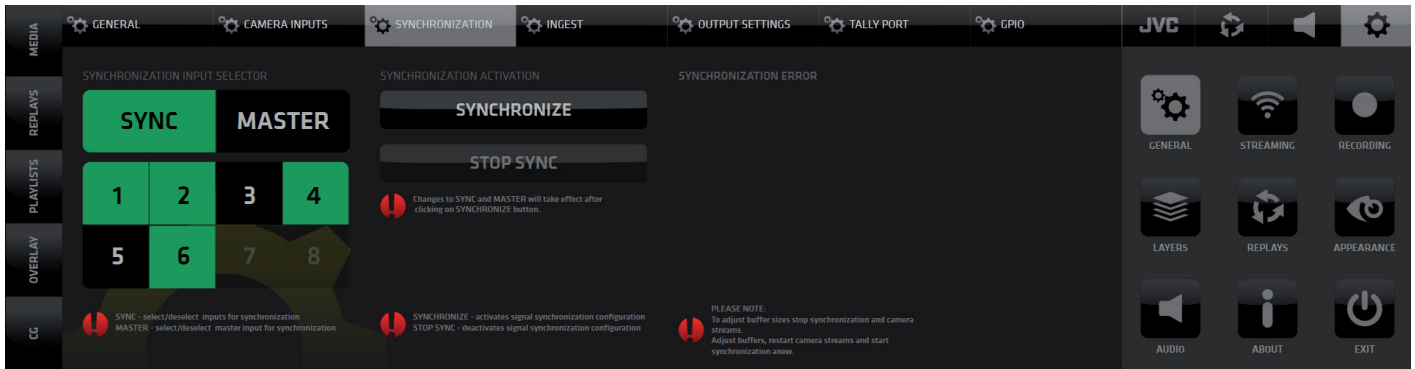 MEDIA
REPLAYS
PLAYLISTS
OVERLAY
CG
GENERAL
CAMERA INPUTS
SYNCHRONIZATION
INGEST
OUTPUT SETTINGS
TALLY PORT
GPIO
JVC
SYNCHRONIZATION INPUT SELECTOR
SYNC
MASTER
1
2
3
4
5
6
7
8
SYNC - select/deselect inputs for synchronization
MASTER - select/deselect master input for synchronization
SYNCHRONIZATION ACTIVATION
SYNCHRONIZE
STOP SYNC
Changes to SYNC and MASTER will take effect after
clicking on SYNCHRONIZE button.
SYNCHRONIZE - activates signal synchronization configuration
STOP SYNC - deactivates signal synchronization configuration
SYNCHRONIZATION ERROR
PLEASE NOTE:
To adjust buffer sizes stop synchronization and camera
streams.
Adjust buffers, restart camera streams and start
synchronization anew.
GENERAL
STREAMING
RECORDING
LAYERS
REPLAYS
APPEARANCE
AUDIO
ABOUT
EXIT